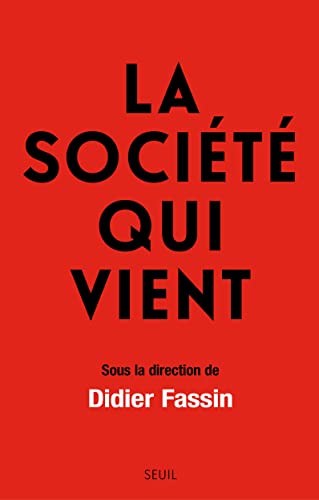 LA
SOCIÉTÉ
QUI
VIENT
Sous la direction de
Didier Fassin
SEUIL